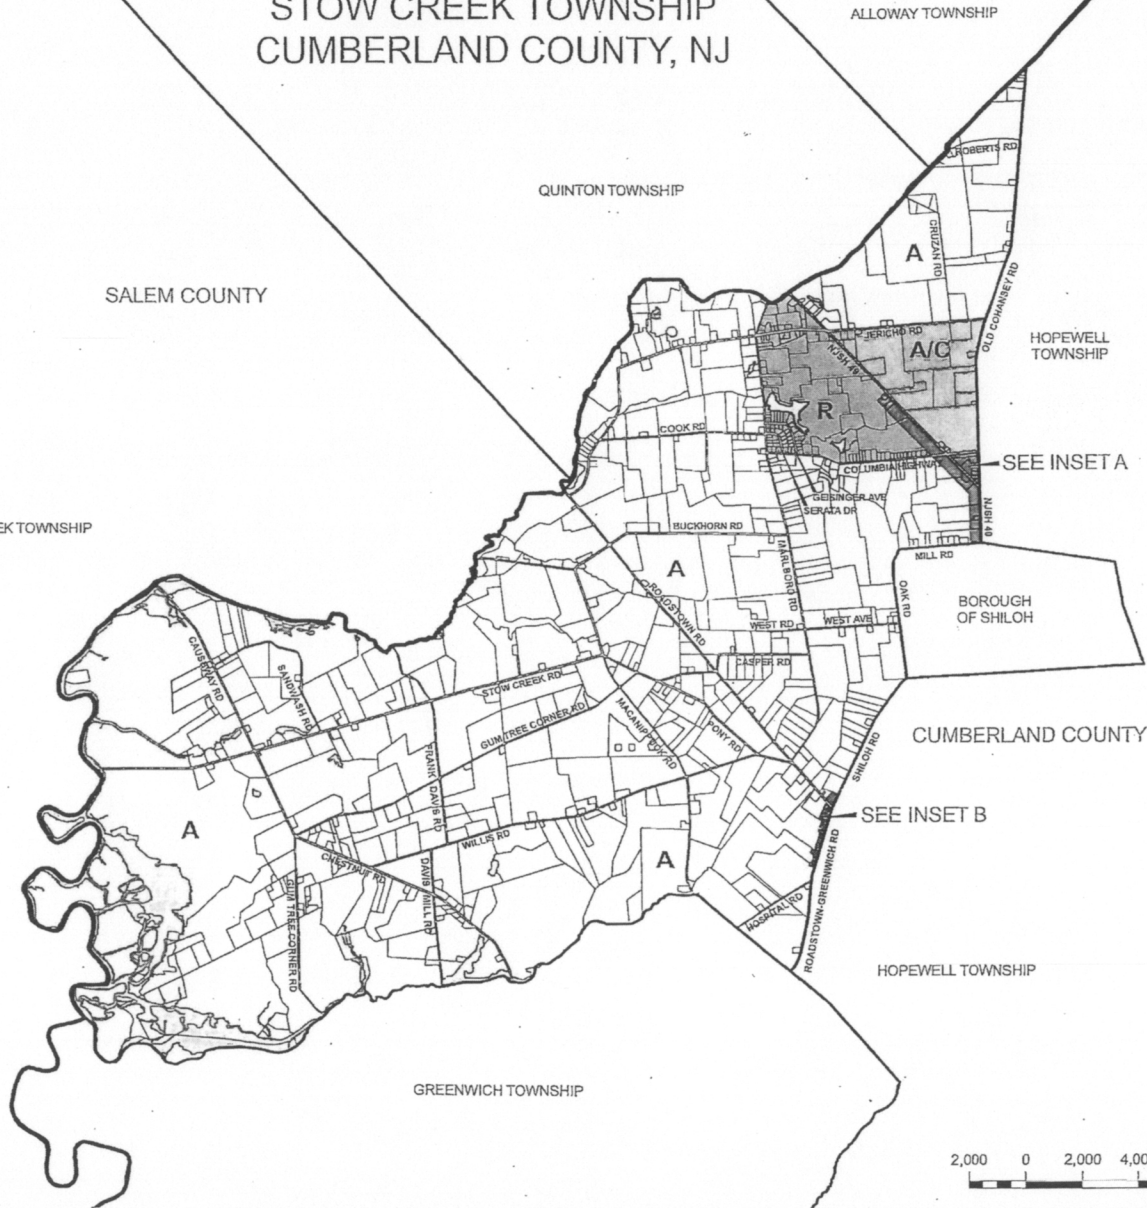 STOW CREEK TOWNSHIP
CUMBERLAND COUNTY, NJ
ALLOWAY TOWNSHIP
ROBERTS RD
QUINTON TOWNSHIP
A
CRUZAN RD
SALEM COUNTY
OLD COHANSEY RD
JERICHO RD
HOPEWELL
TOWNSHIP
NJSH 49
A/C
R
COOK RD
COLUMBIA HIGHWAY
SEE INSET A
GEISINGER AVE
SERATA DR
EK TOWNSHIP
BUCKHORN RD
NJSH 49
MILL RD
MARLBORO RD
A
ROADSTOWN RD
OAK RD
BOROUGH
OF SHILOH
WEST RD
WEST AVE
CAUSEWAY RD
SANDWASH RD
CASPER RD
STOW CREEK RD
GUM TREE CORNER RD
MACANIPPUCK RD
PONY RD
SHILOH RD
CUMBERLAND COUNTY
FRANK DAVIS RD
A
WILLIS RD
SEE INSET B
CHESTNUT RD
A
DAVIS MILL RD
GUM TREE CORNER RD
HOSPITAL RD
ROADSTOWN-GREENWICH RD
HOPEWELL TOWNSHIP
GREENWICH TOWNSHIP
2,000 0 2,000 4,00